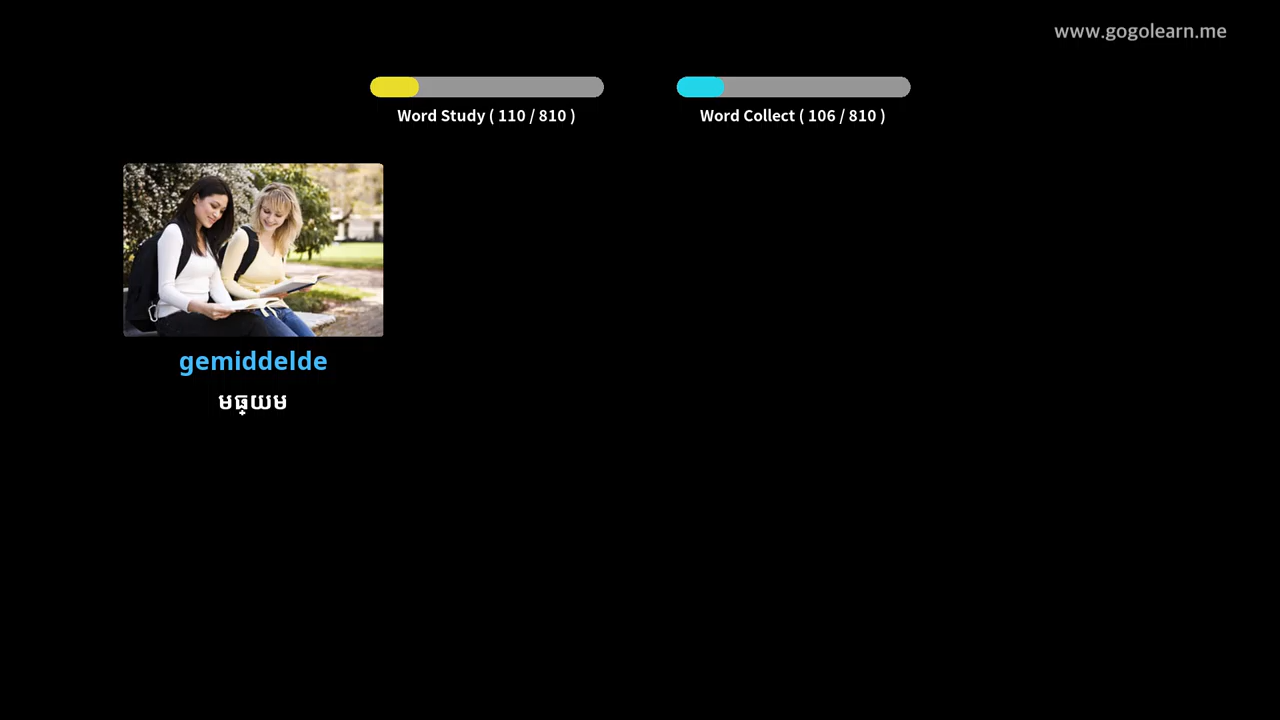 www.gogolearn.me
Word Study ( 110 / 810 )
Word Collect ( 106 / 810 )
gemiddelde
មធ្យម